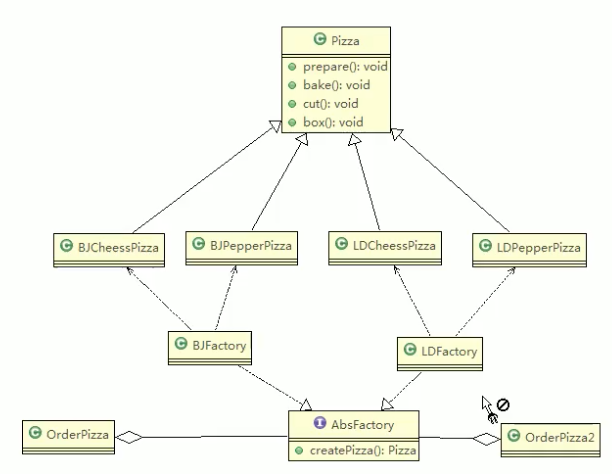 C Pizza
prepare(): void
bake(): void
cut(): void
box(): void
C BJCheessPizza
C BJPepperPizza
C LDCheessPizza
C LDPepperPizza
C BJFactory
C LDFactory
I AbsFactory
createPizza(): Pizza
C OrderPizza
C OrderPizza2